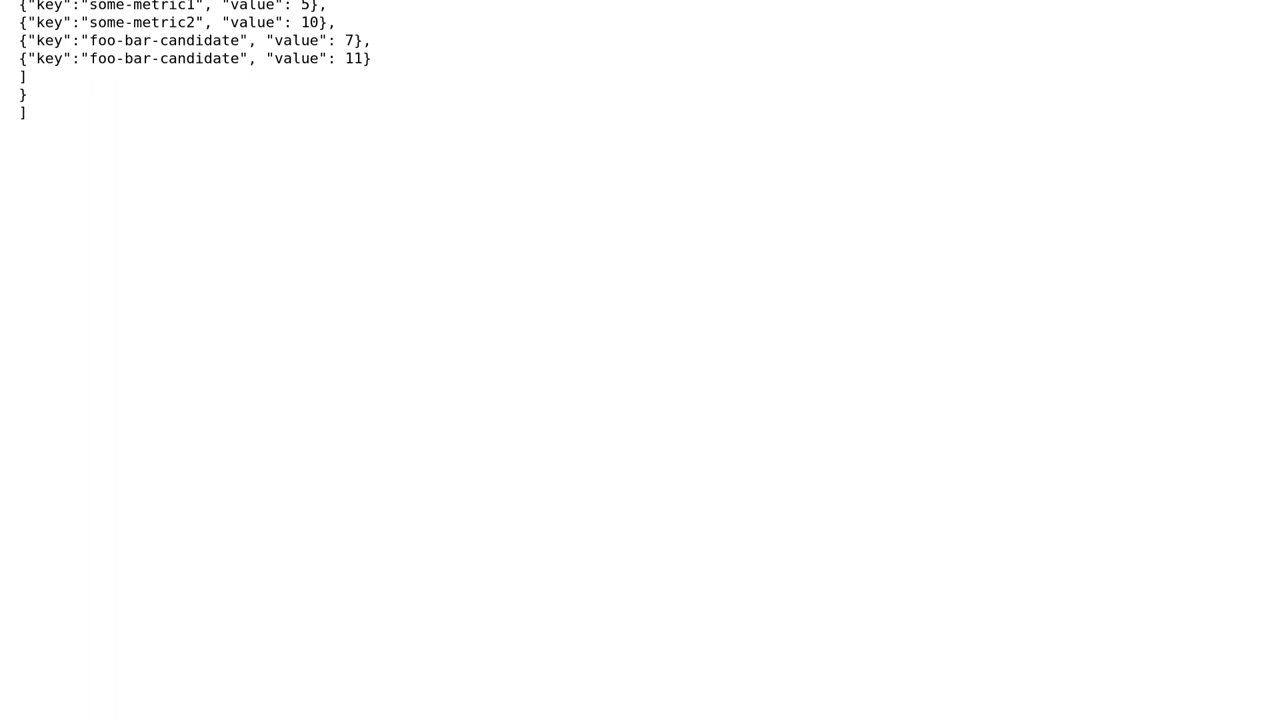 {"key":"some-metric1", "value": 5},
{"key":"some-metric2", "value": 10},
{"key":"foo-bar-candidate", "value": 7},
{"key":"foo-bar-candidate", "value": 11}
]
}
]